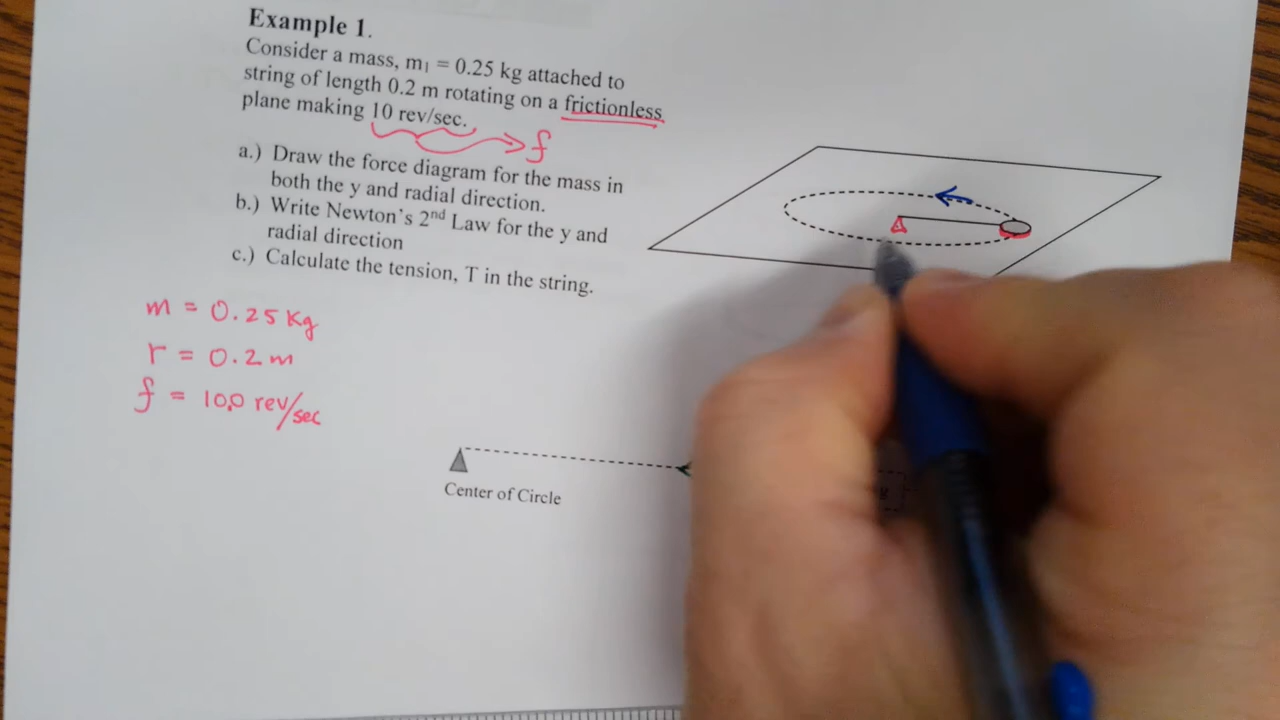 Example 1.
Consider a mass, m₁ = 0.25 kg attached to
string of length 0.2 m rotating on a frictionless
plane making 10 rev/sec.
f
a.) Draw the force diagram for the mass in
both the y and radial direction.
b.) Write Newton's 2nd Law for the y and
radial direction
c.) Calculate the tension, T in the string.
m = 0.25 Kg
r = 0.2 m
f = 10.0 rev/sec
Center of Circle